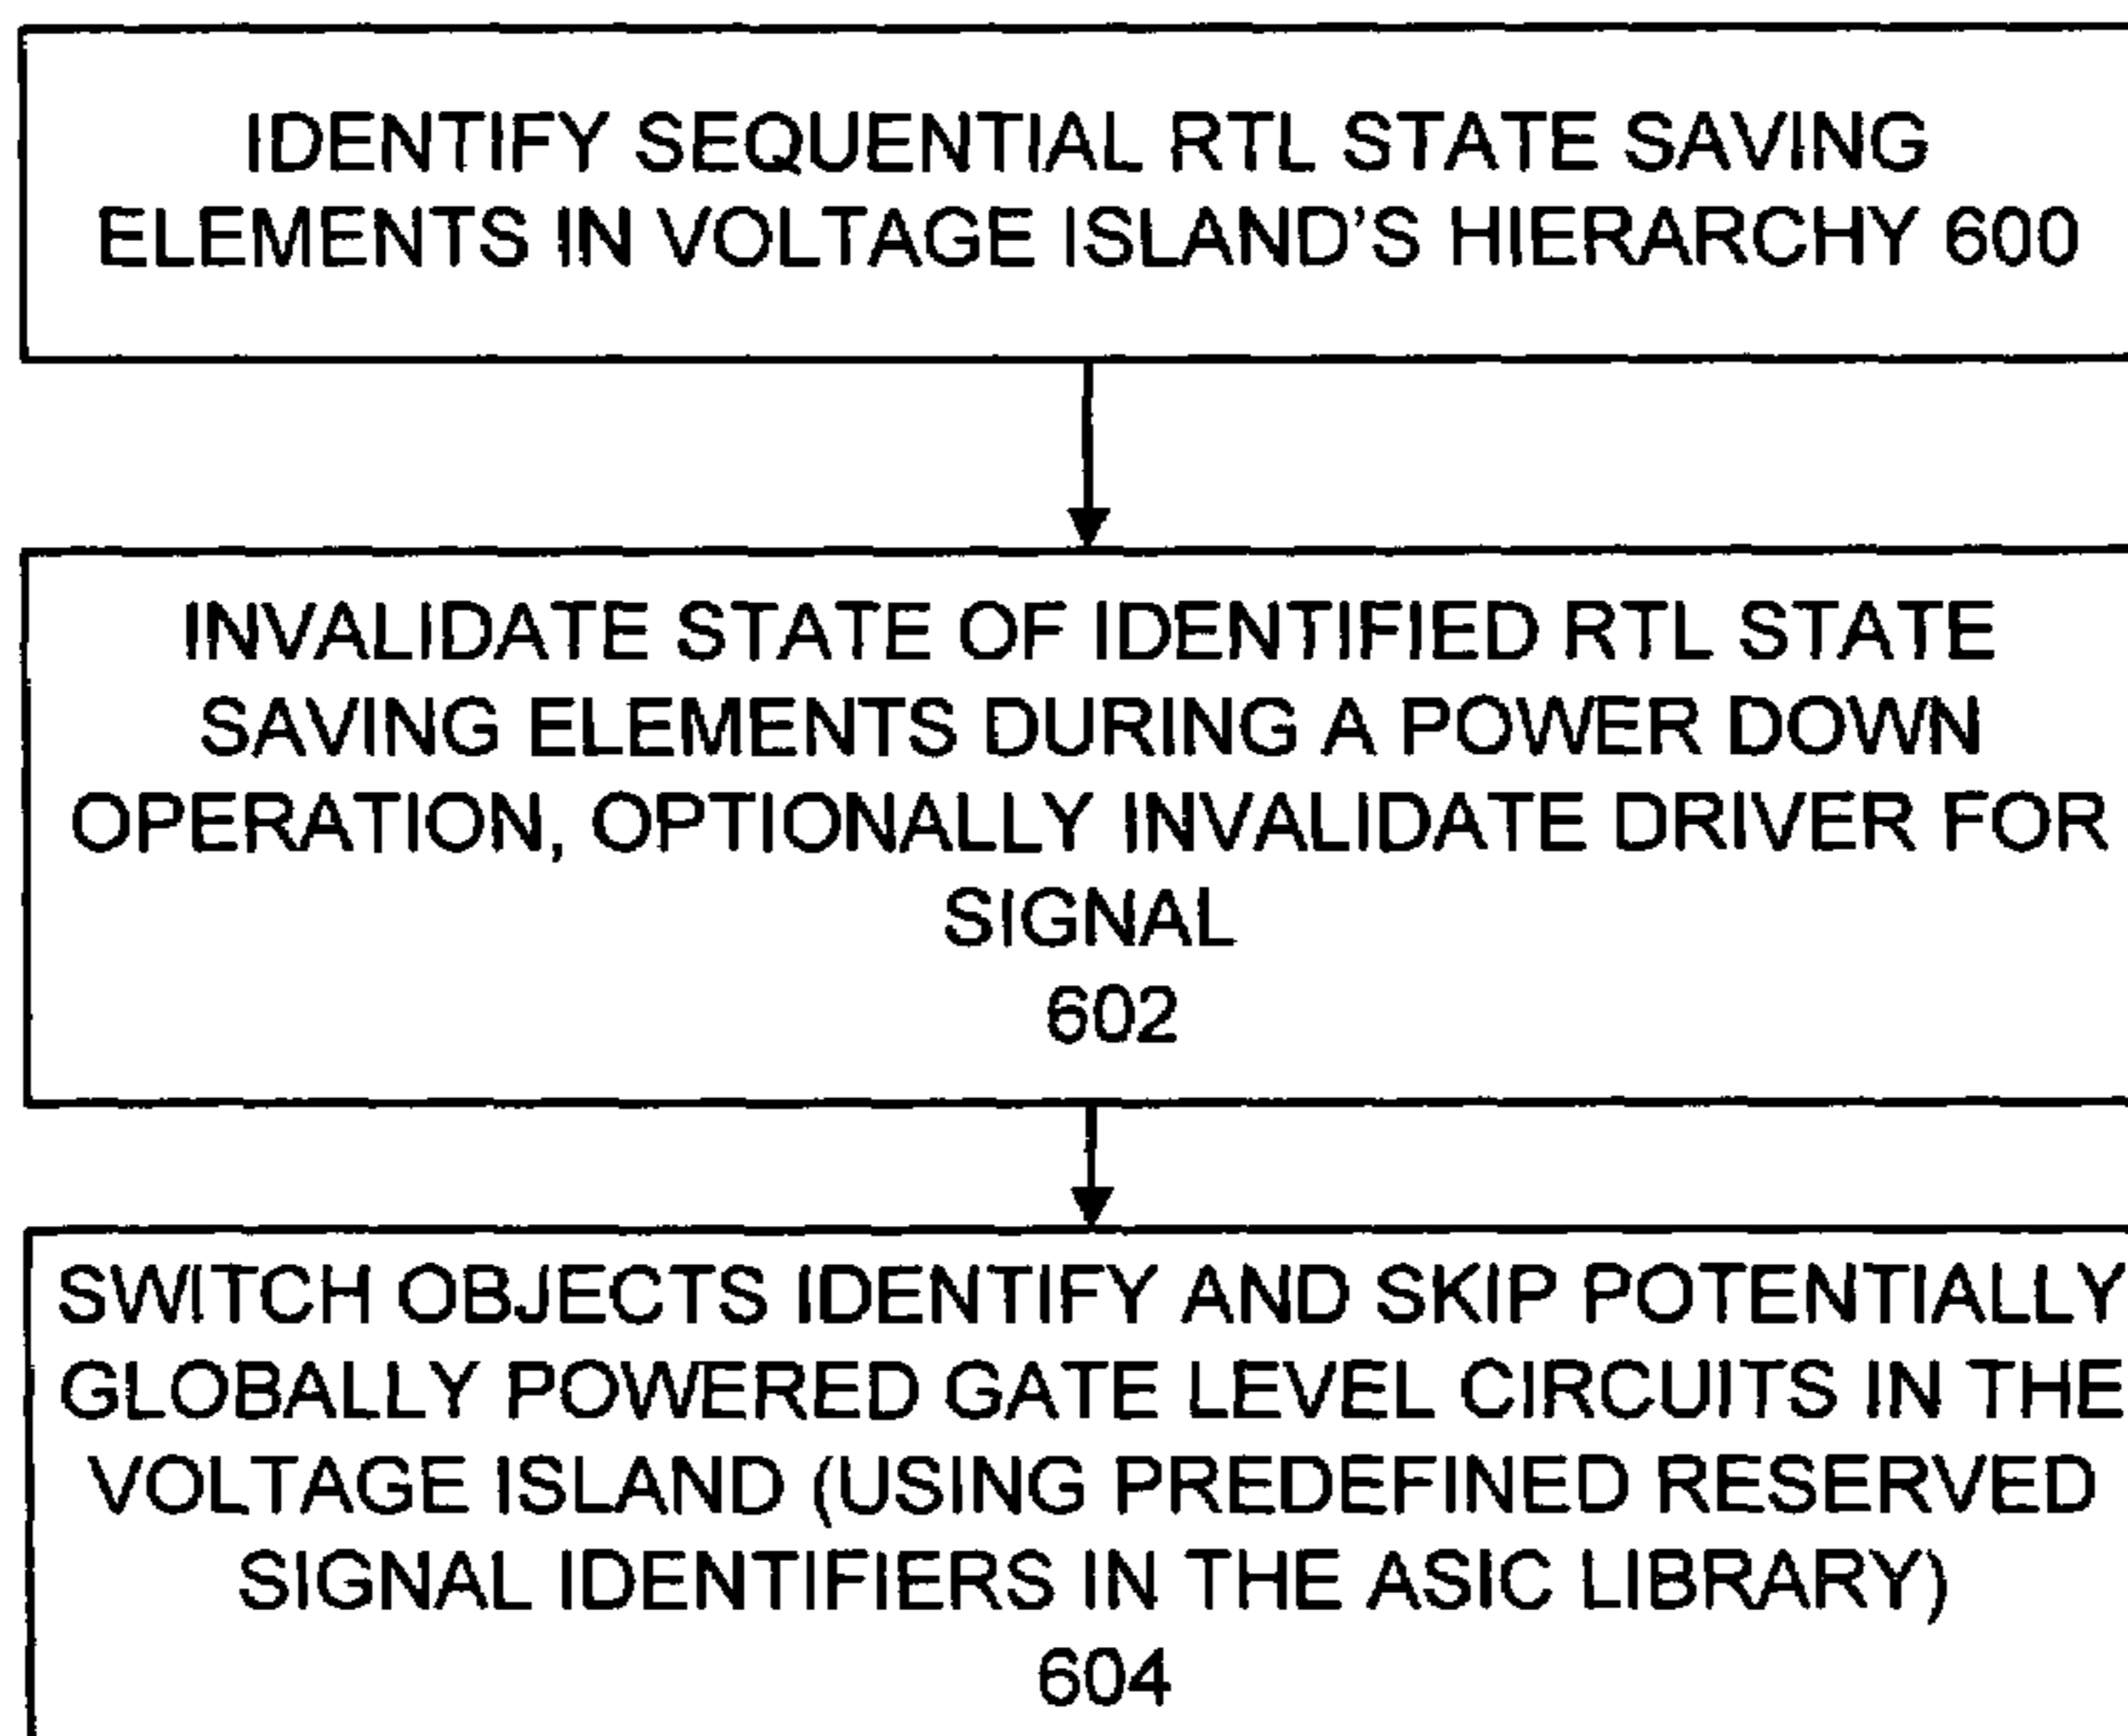 IDENTIFY SEQUENTIAL RTL STATE SAVING
ELEMENTS IN VOLTAGE ISLAND'S HIERARCHY 600
INVALIDATE STATE OF IDENTIFIED RTL STATE
SAVING ELEMENTS DURING A POWER DOWN
OPERATION, OPTIONALLY INVALIDATE DRIVER FOR
SIGNAL
602
SWITCH OBJECTS IDENTIFY AND SKIP POTENTIALLY
GLOBALLY POWERED GATE LEVEL CIRCUITS IN THE
VOLTAGE ISLAND (USING PREDEFINED RESERVED
SIGNAL IDENTIFIERS IN THE ASIC LIBRARY)
604